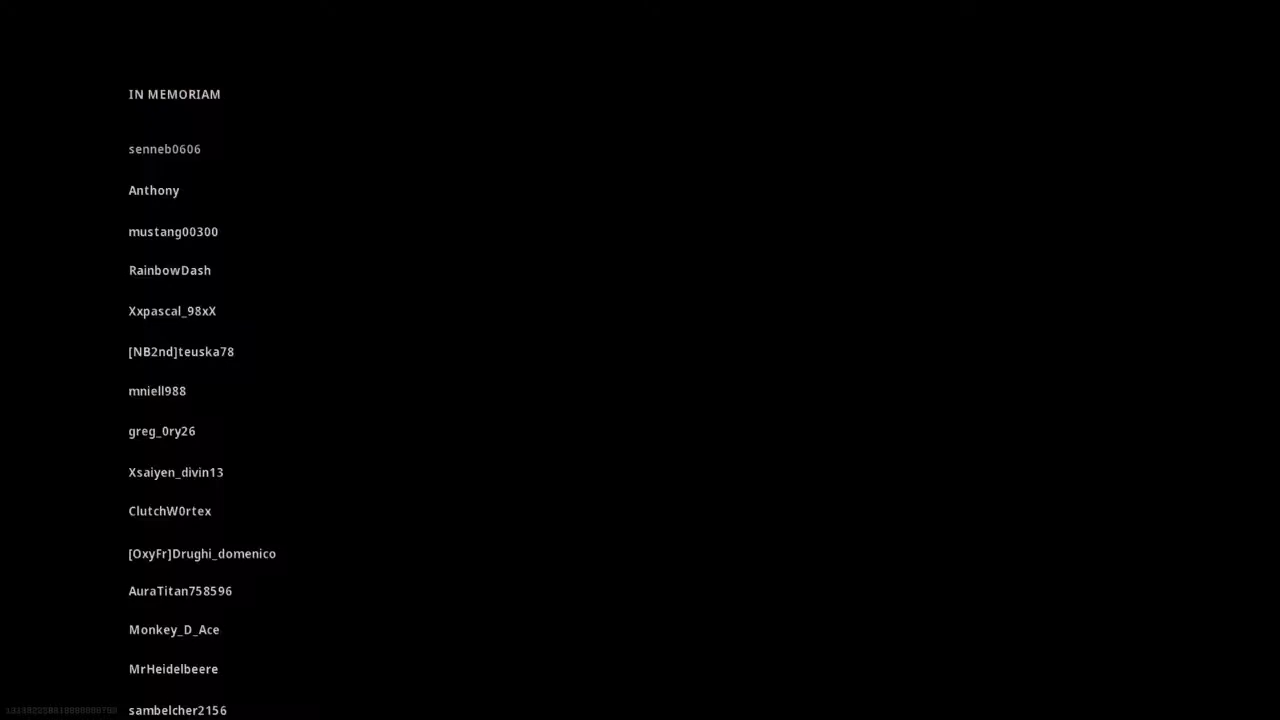 IN MEMORIAM
senneb0606
Anthony
mustang00300
RainbowDash
Xxpascal_98xX
[NB2nd]teuska78
mniell988
greg_0ry26
Xsaiyen_divin13
ClutchW0rtex
[OxyFr]Drughi_domenico
AuraTitan758596
Monkey_D_Ace
MrHeidelbeere
sambelcher2156